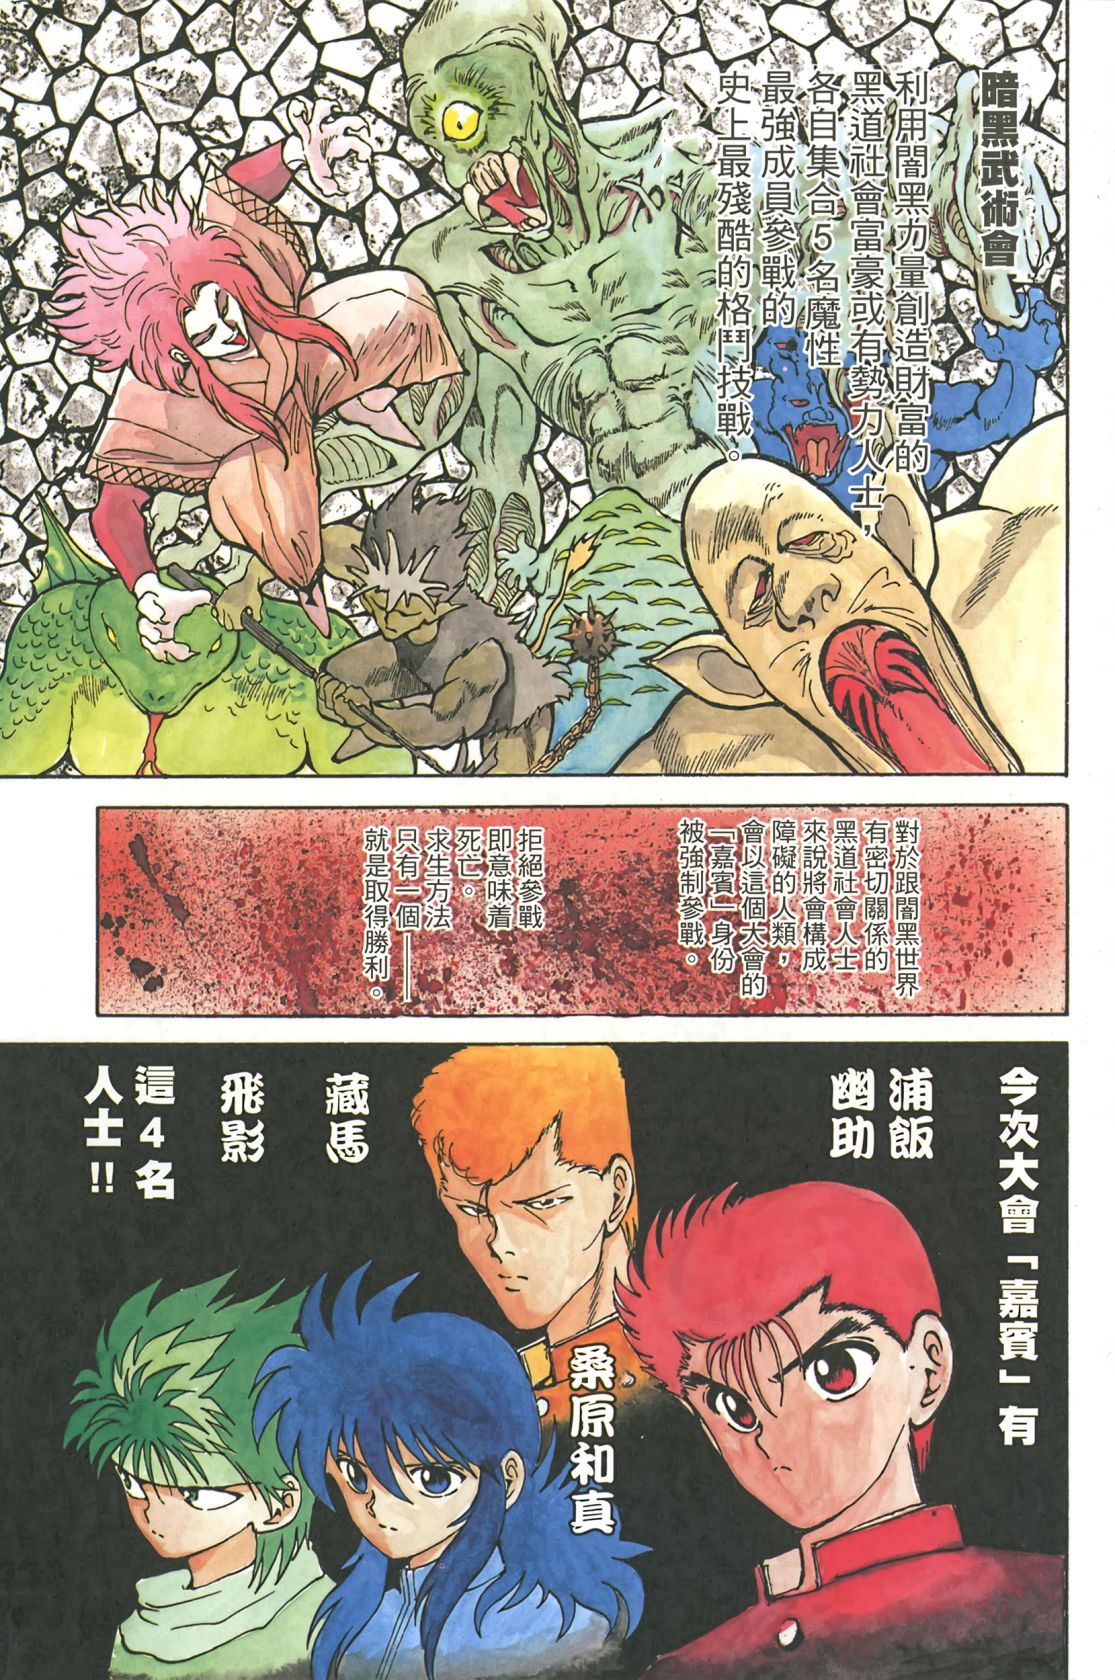 暗黑武術會
利用闇黑力量創造財富的
黑道社會富豪或有勢力人士，
各自集合5名魔性
最強成員參戰的
史上最殘酷的格鬥技戰。
對於跟闇黑世界
有密切關係的
黑道社會人士
來說將會構成
障礙的人類，
會以這個大會的
「嘉賓」身份
被強制參戰。
拒絕參戰
即意味着
死亡。
求生方法
只有一個——
就是取得勝利。
今次大會「嘉賓」有
浦飯
幽助
桑原和真
藏馬
飛影
這4名
人士!!